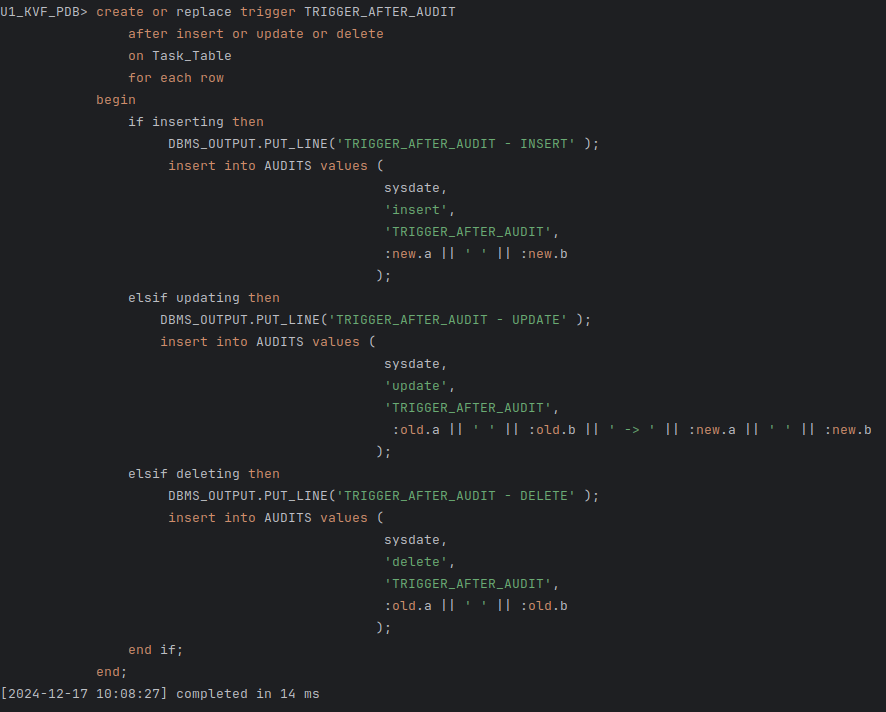 U1_KVF_PDB> create or replace trigger TRIGGER_AFTER_AUDIT
                after insert or update or delete
                on Task_Table
                for each row
            begin
                if inserting then
                     DBMS_OUTPUT.PUT_LINE('TRIGGER_AFTER_AUDIT - INSERT' );
                     insert into AUDITS values (
                                                sysdate,
                                                'insert',
                                                'TRIGGER_AFTER_AUDIT',
                                                :new.a || ' ' || :new.b
                                               );
                elsif updating then
                    DBMS_OUTPUT.PUT_LINE('TRIGGER_AFTER_AUDIT - UPDATE' );
                    insert into AUDITS values (
                                                sysdate,
                                                'update',
                                                'TRIGGER_AFTER_AUDIT',
                                                 :old.a || ' ' || :old.b || ' -> ' || :new.a || ' ' || :new.b
                                               );
                elsif deleting then
                     DBMS_OUTPUT.PUT_LINE('TRIGGER_AFTER_AUDIT - DELETE' );
                     insert into AUDITS values (
                                                sysdate,
                                                'delete',
                                                'TRIGGER_AFTER_AUDIT',
                                                :old.a || ' ' || :old.b
                                               );
                end if;
            end;
[2024-12-17 10:08:27] completed in 14 ms